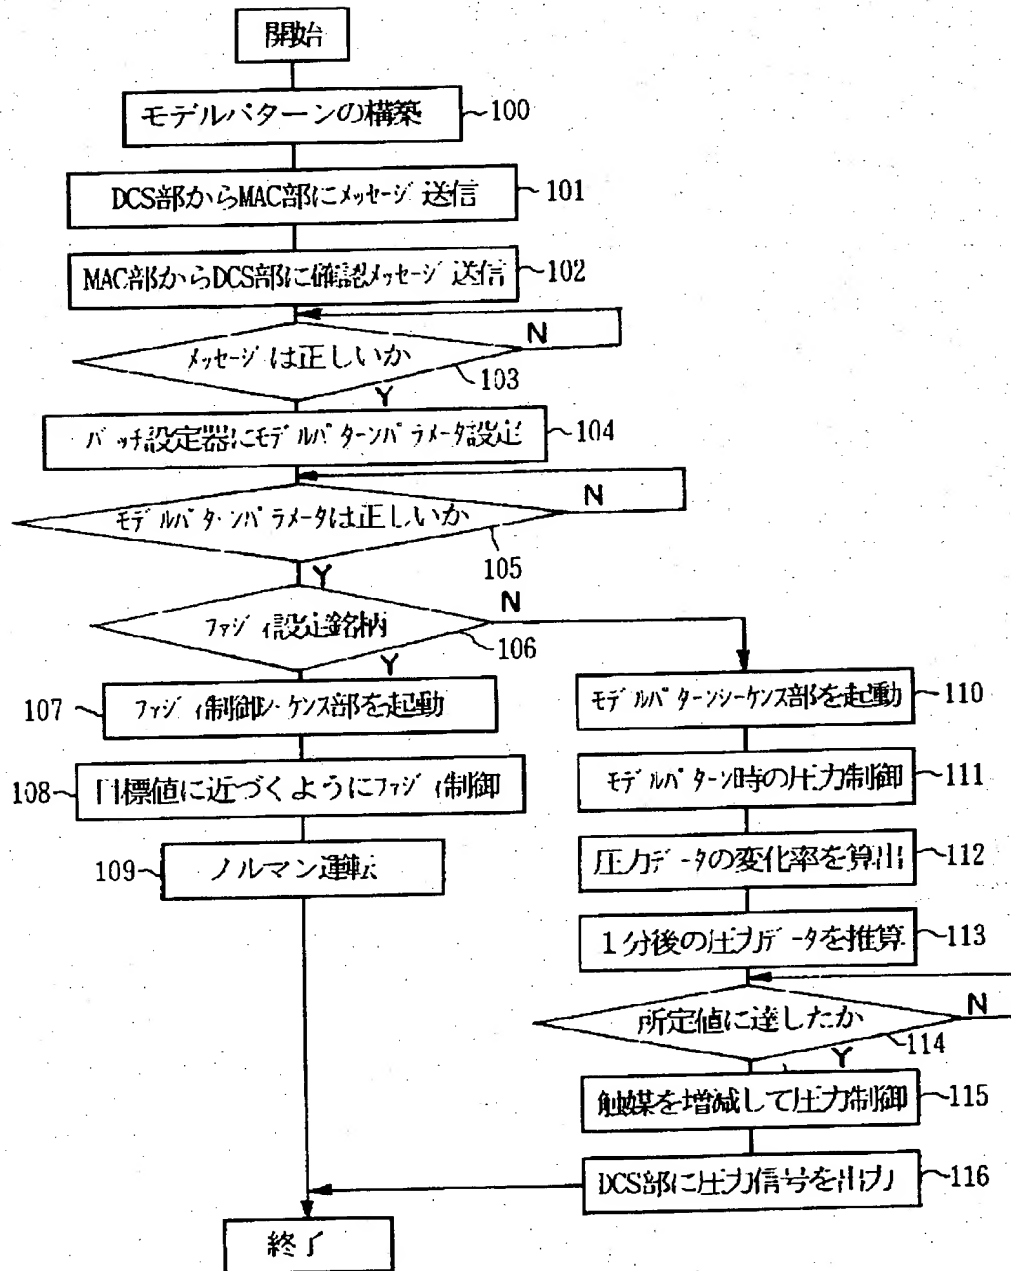 開始
モデルパターンの構築
100
DCS部からMAC部にメッセージ送信
101
MAC部からDCS部に確認メッセージ送信
102
N
メッセージは正しいか
103
Y
バッチ設定器にモデルパターンパラメータ設定
104
N
モデルパターンパラメータは正しいか
105
Y
ファジィ設定銘柄
N
106
Y
107
ファジィ制御シーケンス部を起動
108
目標値に近づくようにファジィ制御
109
ノルマン運転
モデルパターンシーケンス部を起動
110
モデルパターン時の圧力制御
111
圧力データの変化率を算出
112
1分後の圧力データを推算
113
所定値に達したか
N
114
Y
触媒を増減して圧力制御
115
DCS部に圧力信号を出力
116
終了